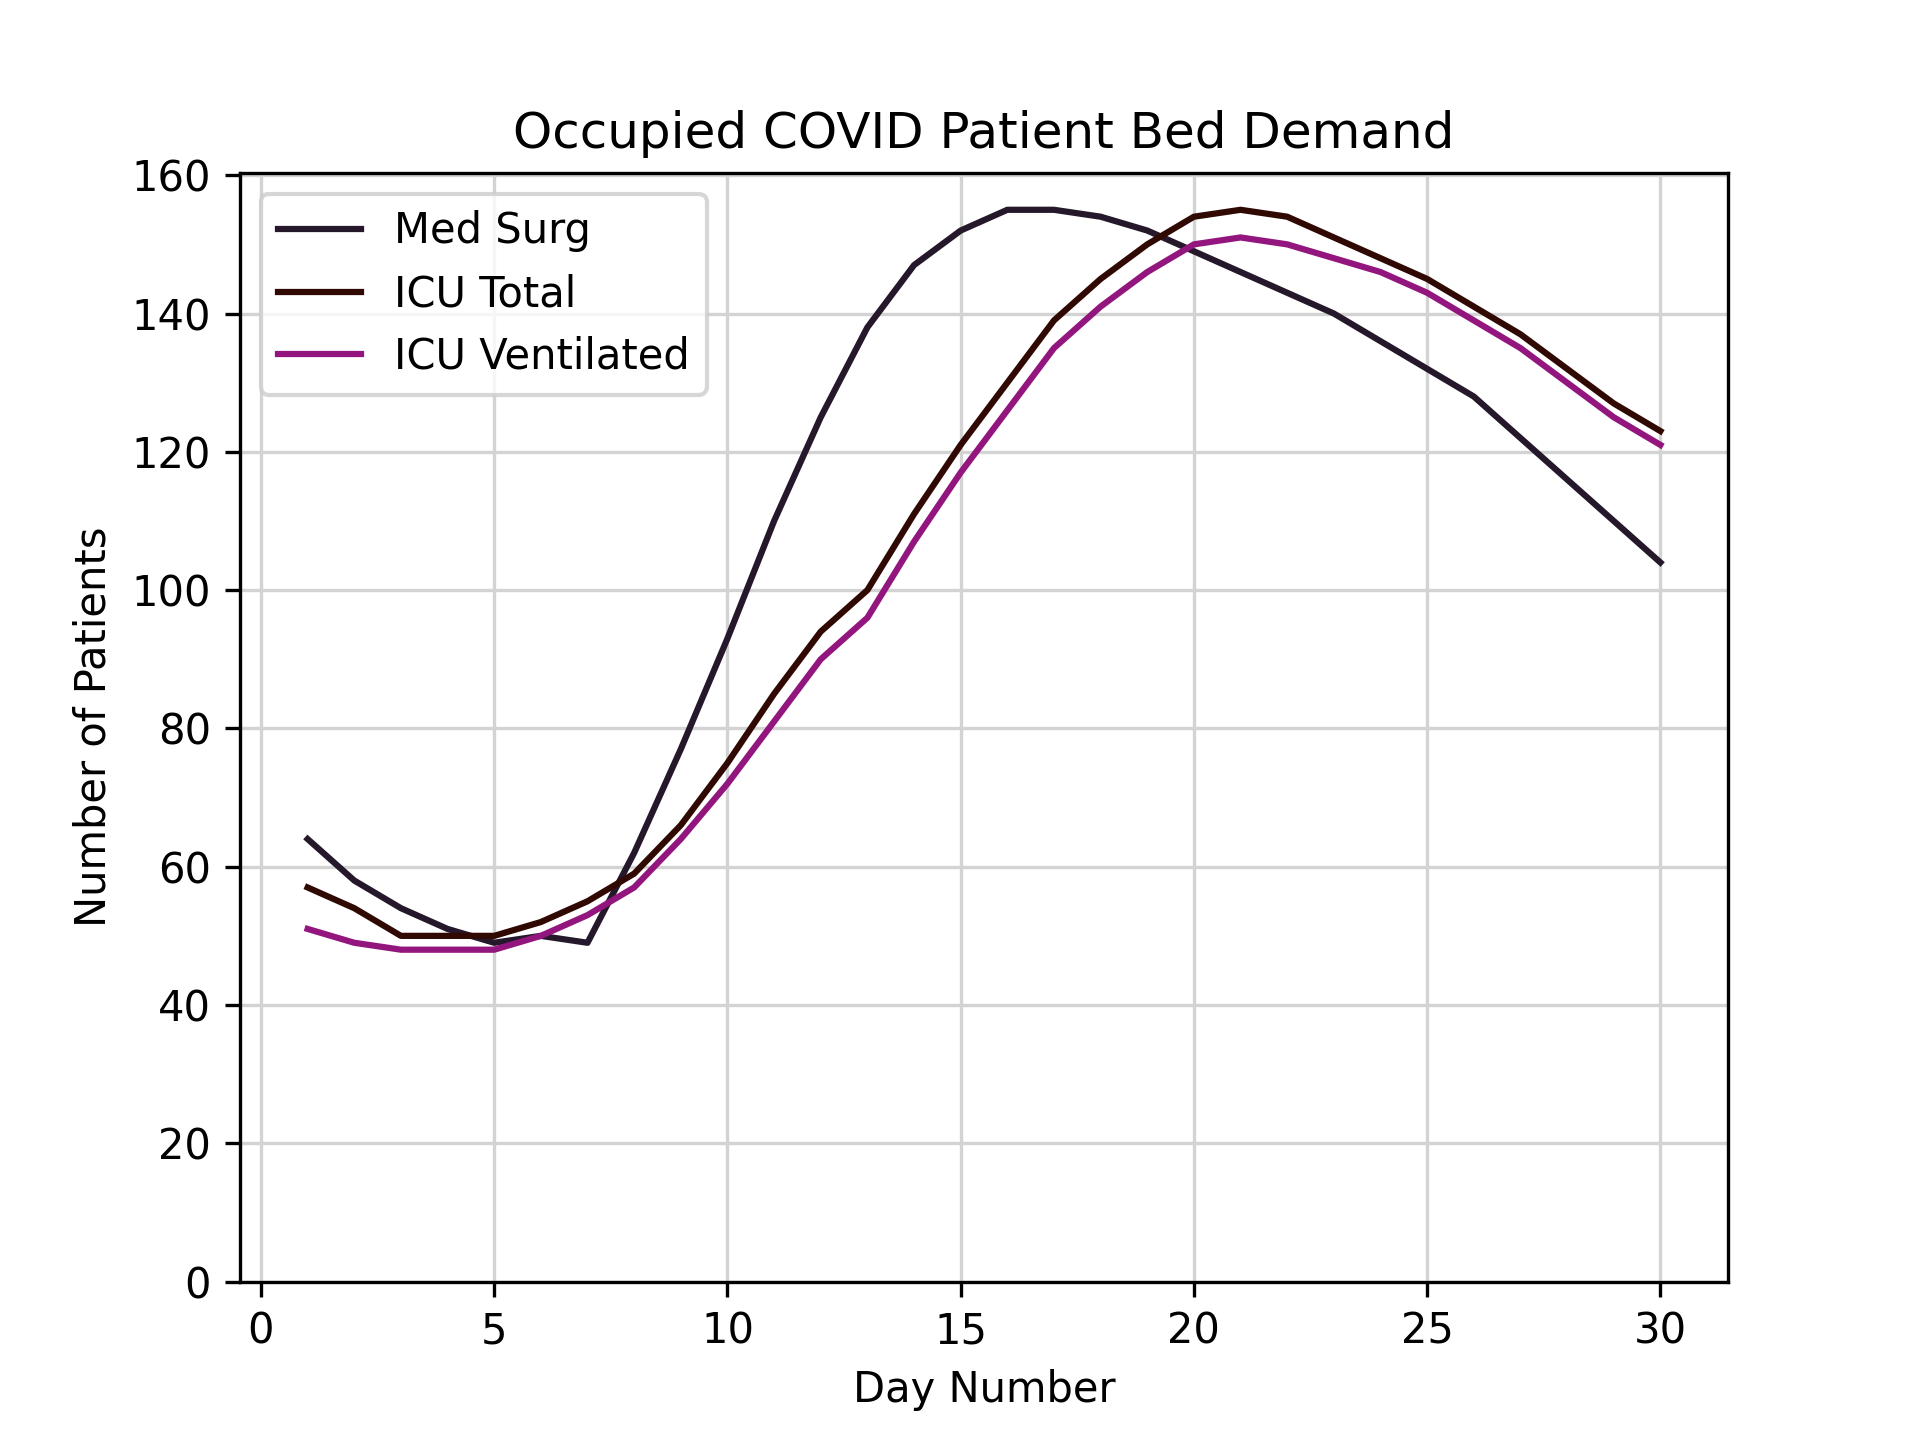 Occupied COVID Patient Bed Demand
160
140
120
100
80
60
40
20
0
Number of Patients
Med Surg
ICU Total
ICU Ventilated
0 5 10 15 20 25 30
Day Number